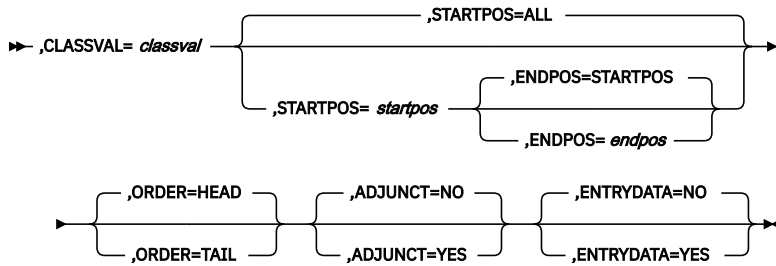 ,STARTPOS=ALL
,CLASSVAL= classval
,ENDPOS=STARTPOS
,STARTPOS= startpos
,ENDPOS= endpos
,ORDER=HEAD ,ADJUNCT=NO ,ENTRYDATA=NO
,ORDER=TAIL ,ADJUNCT=YES ,ENTRYDATA=YES